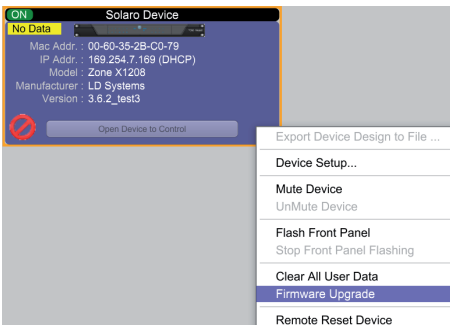 ON Solaro Device
No Data
Mac Addr. : 00-60-35-2B-C0-79
IP Addr. : 169.254.7.169 (DHCP)
Model : Zone X1208
Manufacturer : LD Systems
Version : 3.6.2_test3
Open Device to Control
Export Device Design to File ...
Device Setup...
Mute Device
UnMute Device
Flash Front Panel
Stop Front Panel Flashing
Clear All User Data
Firmware Upgrade
Remote Reset Device